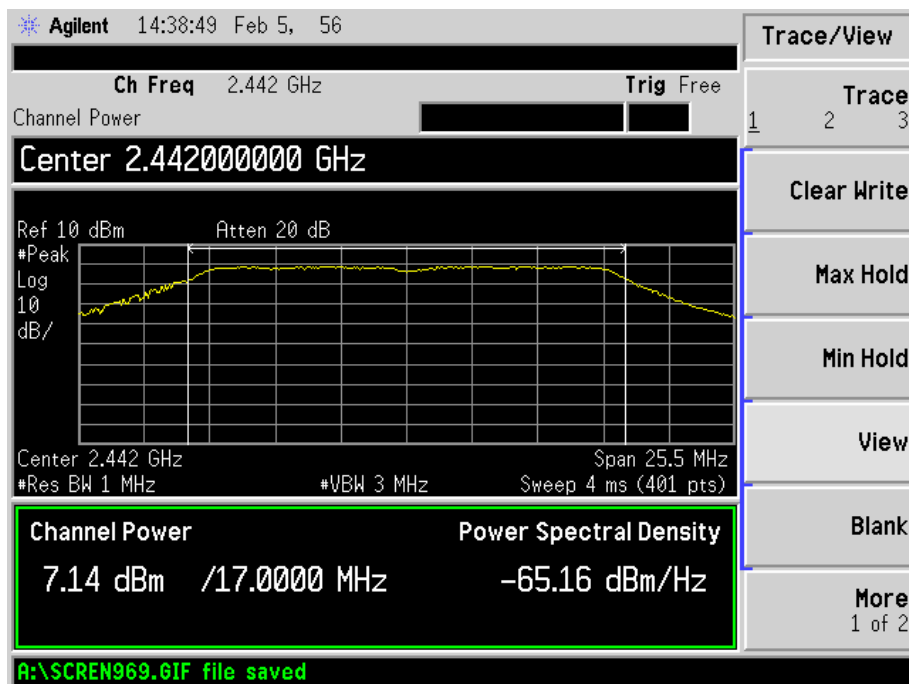 Agilent 14:38:49 Feb 5, 56
Trace/View
Ch Freq 2.442 GHz Trig Free
Channel Power
Trace
1 2 3
Center 2.442000000 GHz
Clear Write
Ref 10 dBm Atten 20 dB
#Peak
Log
10
dB/
Max Hold
Min Hold
Center 2.442 GHz Span 25.5 MHz
#Res BW 1 MHz #VBW 3 MHz Sweep 4 ms (401 pts)
View
Channel Power Power Spectral Density
7.14 dBm /17.0000 MHz -65.16 dBm/Hz
Blank
More
1 of 2
A:\SCREN969.GIF file saved